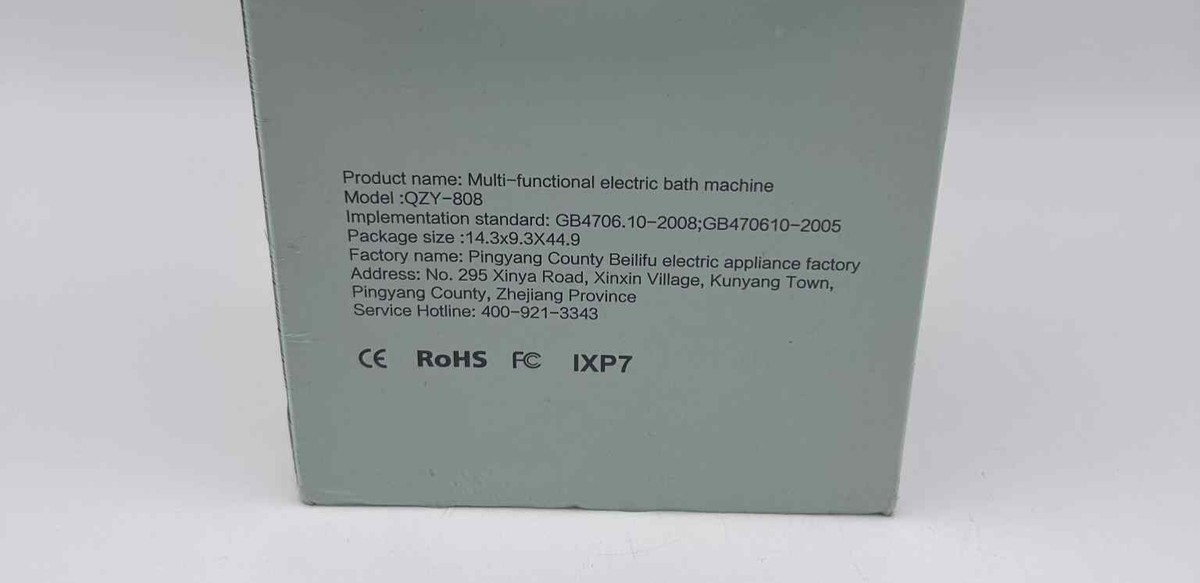 Product name: Multi-functional electric bath machine
Model :QZY-808
Implementation standard: GB4706.10-2008;GB470610-2005
Package size :14.3x9.3X44.9
Factory name: Pingyang County Beilifu electric appliance factory
Address: No. 295 Xinya Road, Xinxin Village, Kunyang Town,
Pingyang County, Zhejiang Province
Service Hotline: 400-921-3343
CE RoHS FC IXP7